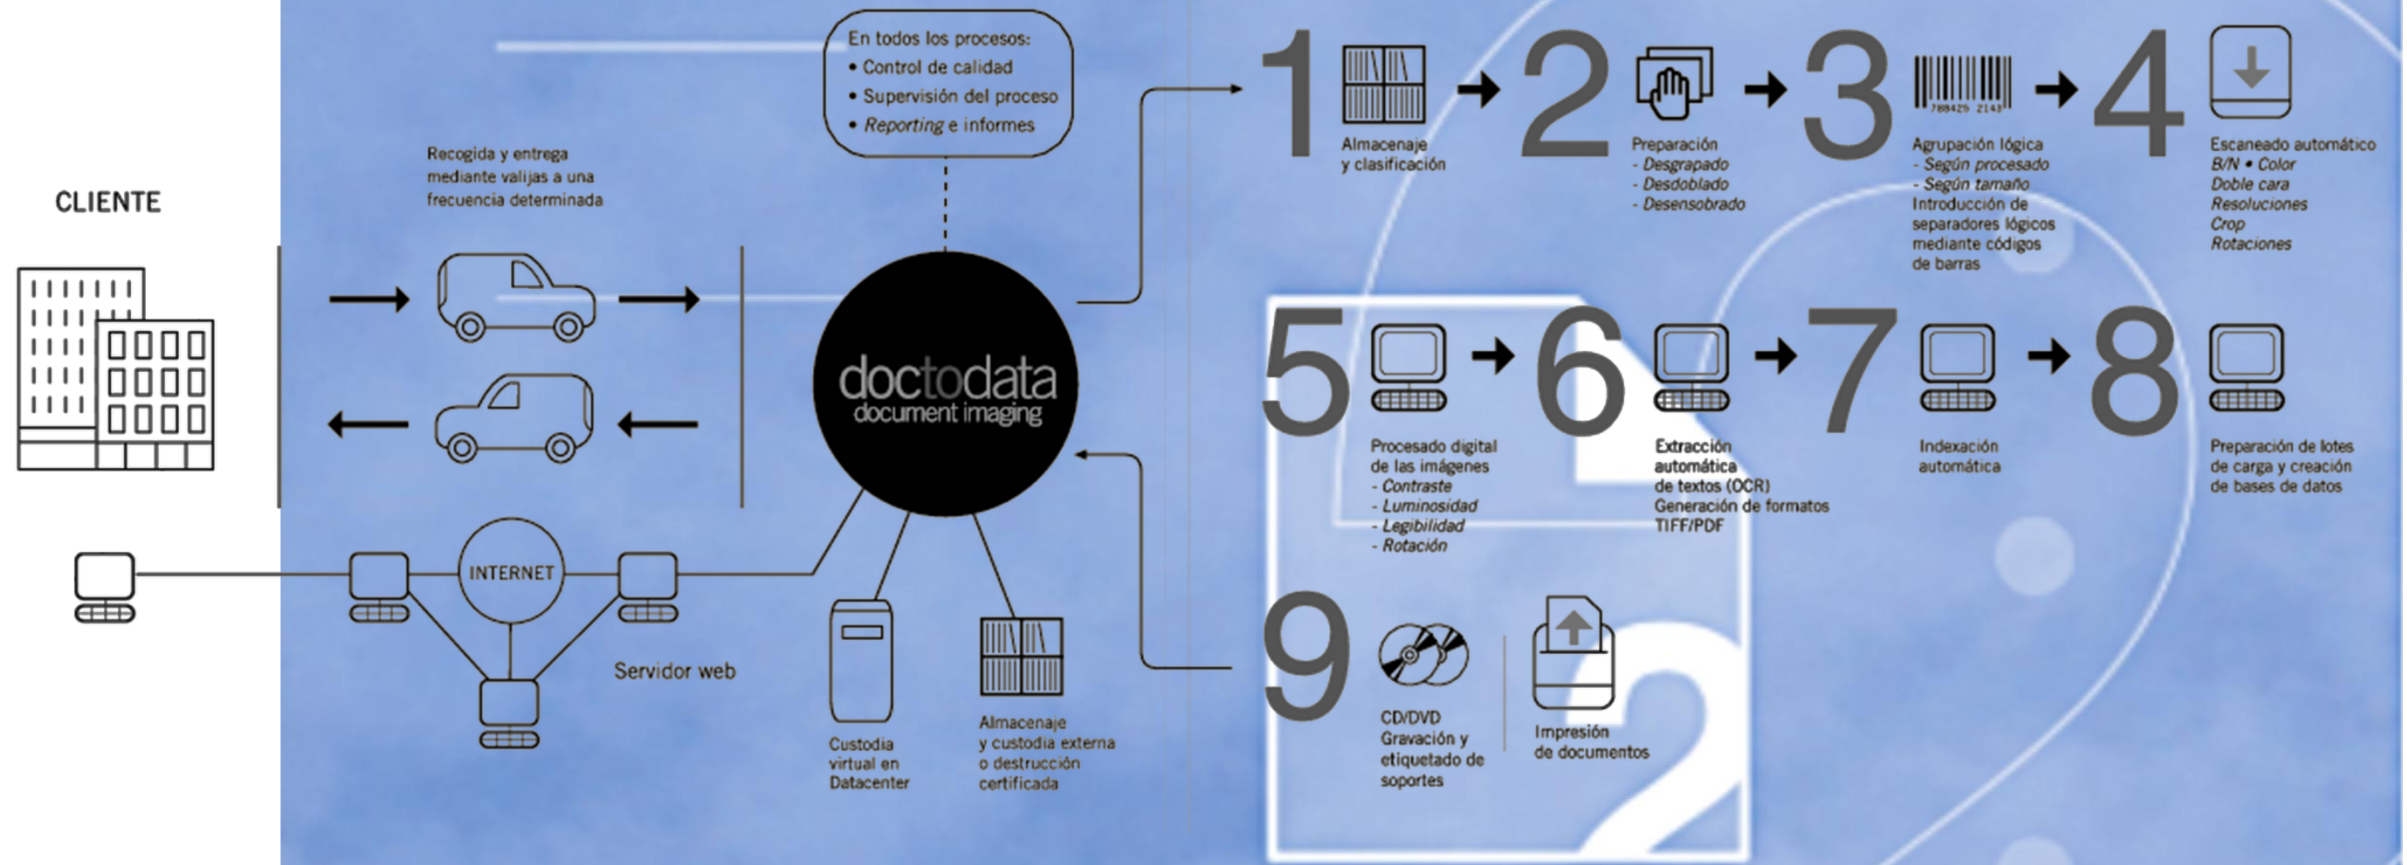 CLIENTE
Recogida y entrega
mediante valijas a una
frecuencia determinada
En todos los procesos:
• Control de calidad
• Supervisión del proceso
• Reporting e informes
doctodata
document imaging
INTERNET
Servidor web
Custodia
virtual en
Datacenter
Almacenaje
y custodia externa
o destrucción
certificada
1
Almacenaje
y clasificación
2
Preparación
- Desgrapado
- Desdoblado
- Desensobrado
3
788429 2148
Agrupación lógica
- Según procesado
- Según tamaño
Introducción de
separadores lógicos
mediante códigos
de barras
4
Escaneado automático
B/N • Color
Doble cara
Resoluciones
Crop
Rotaciones
5
Procesado digital
de las imágenes
- Contraste
- Luminosidad
- Legibilidad
- Rotación
6
Extracción
automática
de textos (OCR)
Generación de formatos
TIFF/PDF
7
Indexación
automática
8
Preparación de lotes
de carga y creación
de bases de datos
9
CD/DVD
Gravación y
etiquetado de
soportes
Impresión
de documentos
2